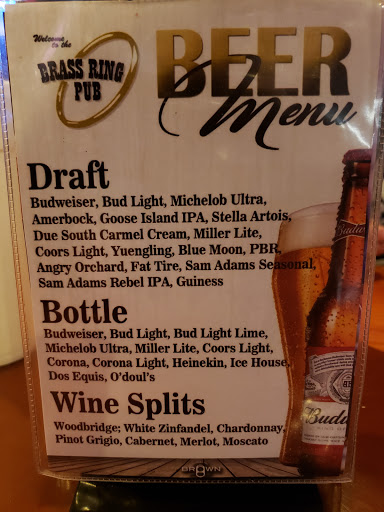 Welcome
to the
BRASS RING
PUB
BEER
Menu
Draft
Budweiser, Bud Light, Michelob Ultra,
Amerbock, Goose Island IPA, Stella Artois,
Due South Carmel Cream, Miller Lite,
Coors Light, Yuengling, Blue Moon, PBR,
Angry Orchard, Fat Tire, Sam Adams Seasonal,
Sam Adams Rebel IPA, Guiness
Bottle
Budweiser, Bud Light, Bud Light Lime,
Michelob Ultra, Miller Lite, Coors Light,
Corona, Corona Light, Heinekin, Ice House,
Dos Equis, O'doul's
Wine Splits
Woodbridge; White Zinfandel, Chardonnay,
Pinot Grigio, Cabernet, Merlot, Moscato
BROWN